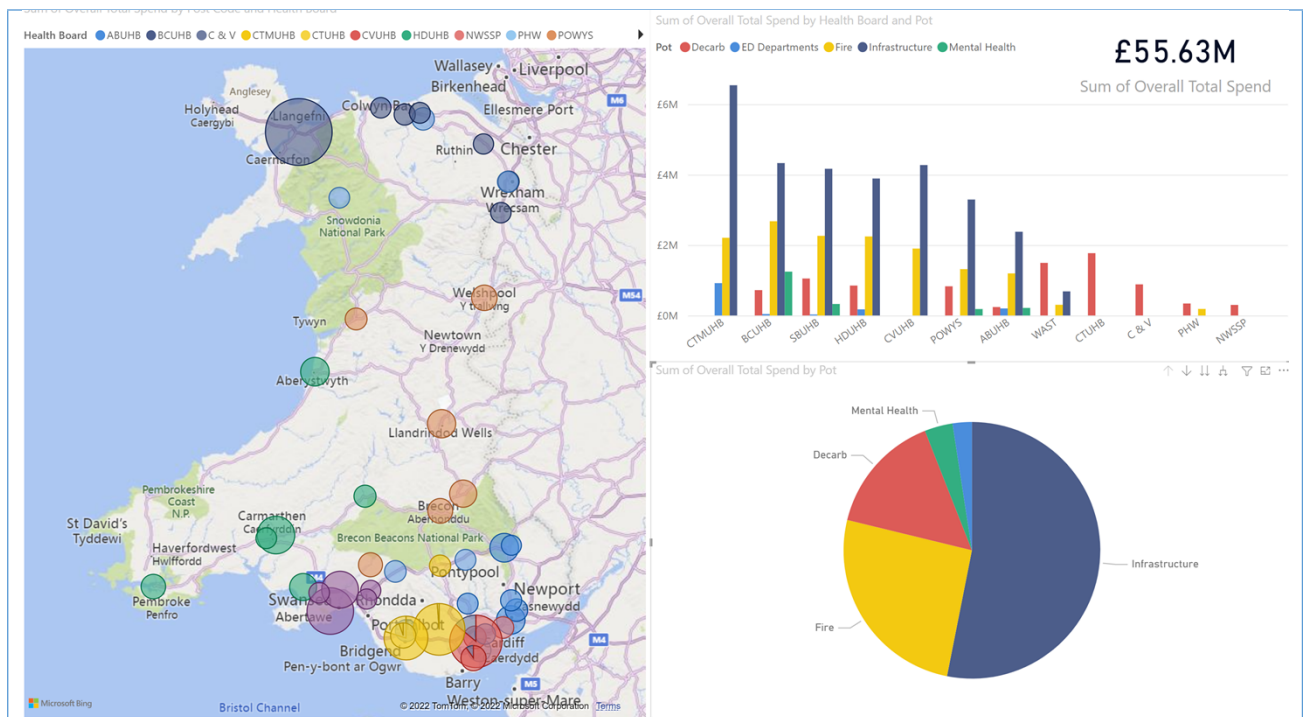 Sum of Overall Total Spend by Post Code and Health Board
Health Board ABUHB BCUHB C & V CTMUHB CTUHB CVUHB HDUHB NWSSP PHW POWYS
Wallasey
Liverpool
Birkenhead
Anglesey
M6
Holyhead
Caergybi
Llangefni
Colwyn Bay
Ellesmere Port
Caernarfon
Ruthin
Chester
Wrexham
Wrecsam
Snowdonia
National Park
Welshpool
Y trallwng
M54
Tywyn
Newtown
Y Drenewydd
Aberystwyth
Llandrindod Wells
Pembrokeshire
Coast
N.P.
Brecon
Aberhonddu
St David's
Tyddewi
Carmarthen
Caerfyrddin
Brecon Beacons National Park
Haverfordwest
Hwlffordd
Pontypool
M4
Newport
Casnewydd
Pembroke
Penfro
Swansea
Abertawe
Rhondda
Port Talbot
Cardiff
Caerdydd
M4
Bridgend
Pen-y-bont ar Ogwr
Barry
M5
Weston-super-Mare
Microsoft Bing
Bristol Channel
© 2022 TomTom, © 2022 Microsoft Corporation Terms
Sum of Overall Total Spend by Health Board and Pot
Pot Decarb ED Departments Fire Infrastructure Mental Health
£55.63M
Sum of Overall Total Spend
£6M
£4M
£2M
£0M
CTMUHB
BCUHB
SBUHB
HDUHB
CVUHB
POWYS
ABUHB
WAST
CTUHB
C & V
PHW
NWSSP
Sum of Overall Total Spend by Pot
Mental Health
Decarb
Infrastructure
Fire